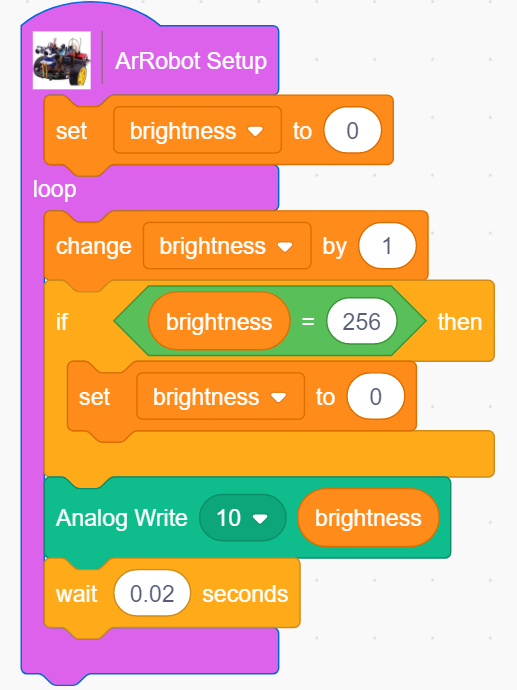 ArRobot Setup
set brightness to 0
loop
change brightness by 1
if brightness = 256 then
set brightness to 0
Analog Write 10 brightness
wait 0.02 seconds